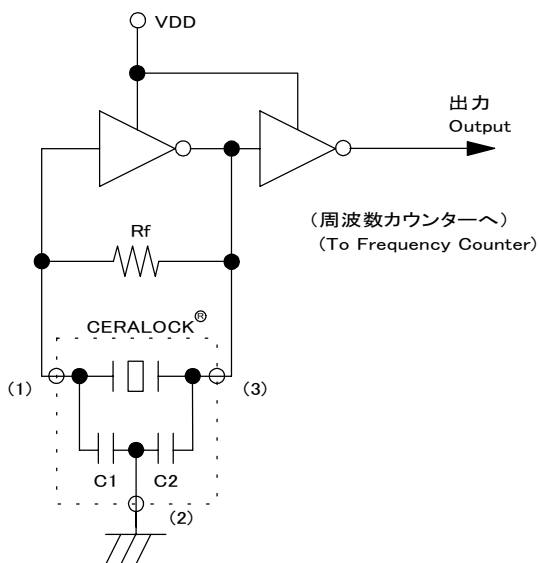 VDD
出力
Output
(周波数カウンターへ)
(To Frequency Counter)
Rf
CERALOCK®
(1)
(3)
C1
C2
(2)